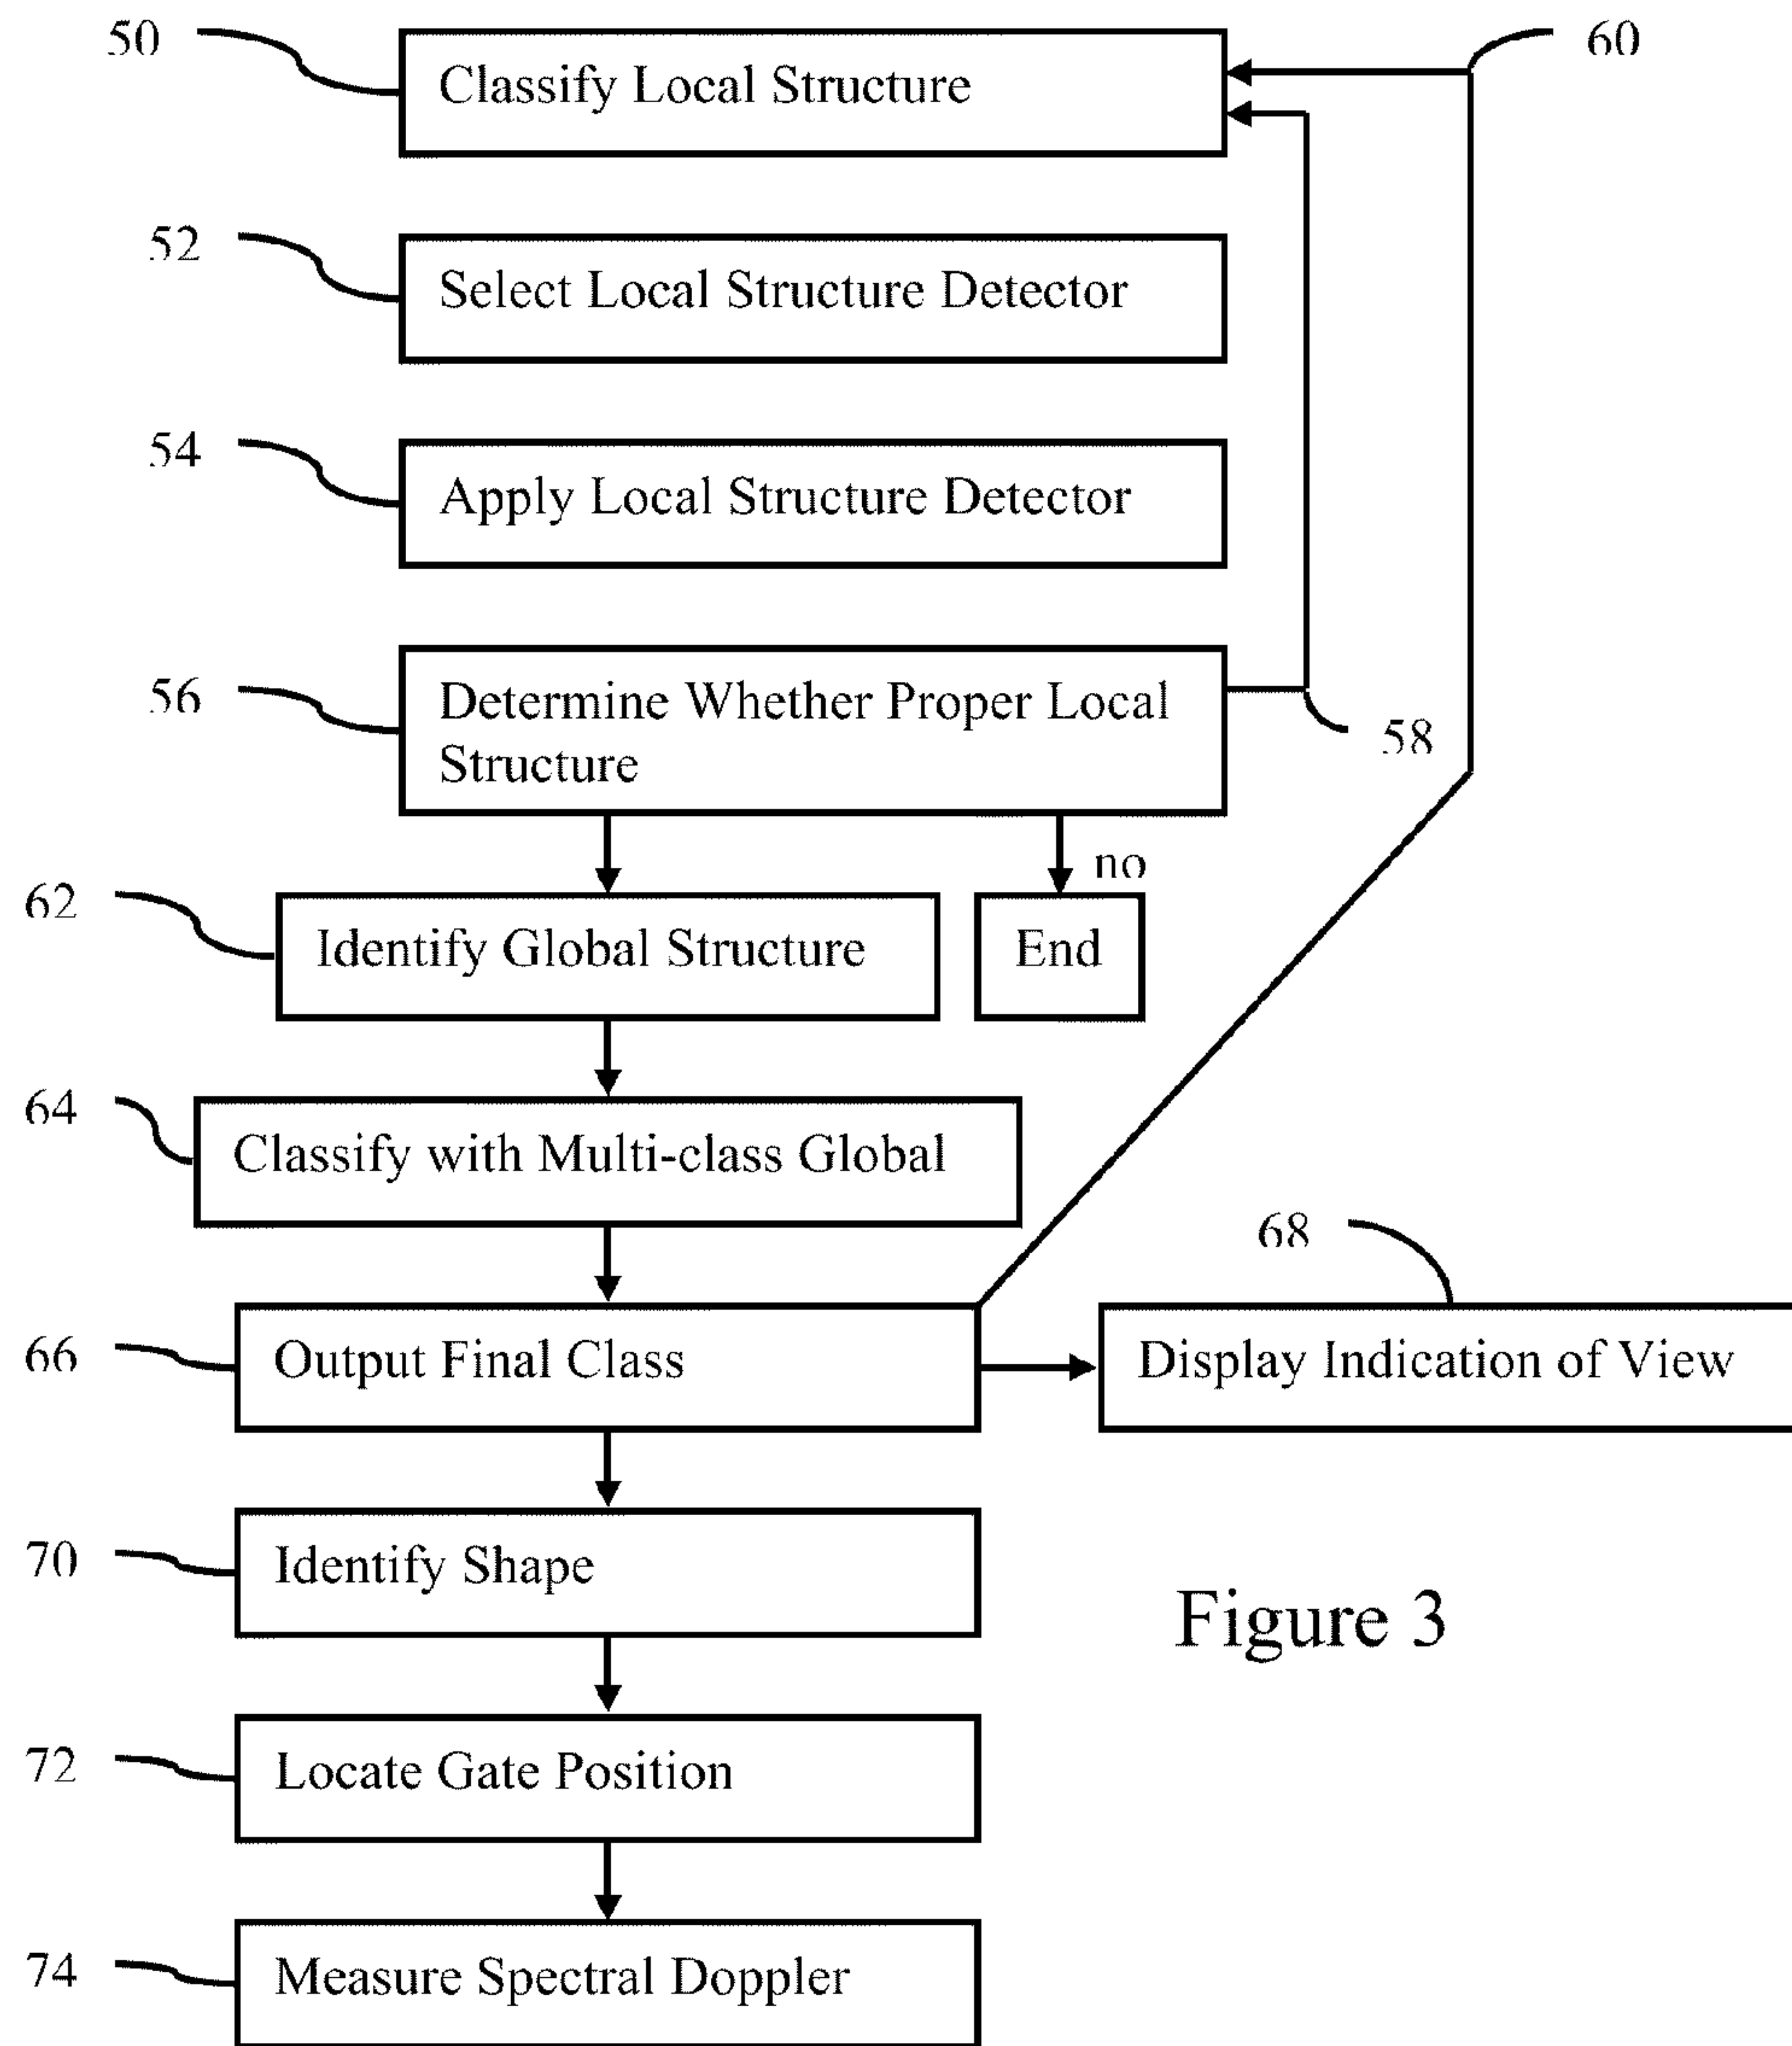 50
Classify Local Structure
60
52
Select Local Structure Detector
54
Apply Local Structure Detector
56
Determine Whether Proper Local
Structure
58
no
62
Identify Global Structure
End
64
Classify with Multi-class Global
68
66
Output Final Class
Display Indication of View
70
Identify Shape
Figure 3
72
Locate Gate Position
74
Measure Spectral Doppler